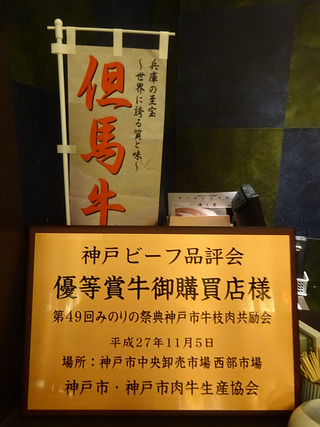 兵庫の至宝
〜世界に誇る質と味〜
但馬牛
神戸ビーフ品評会
優等賞牛御購買店様
第49回みのりの祭典神戸市牛枝肉共励会
平成27年11月5日
場所：神戸市中央卸売市場西部市場
神戸市・神戸市肉牛生産協会